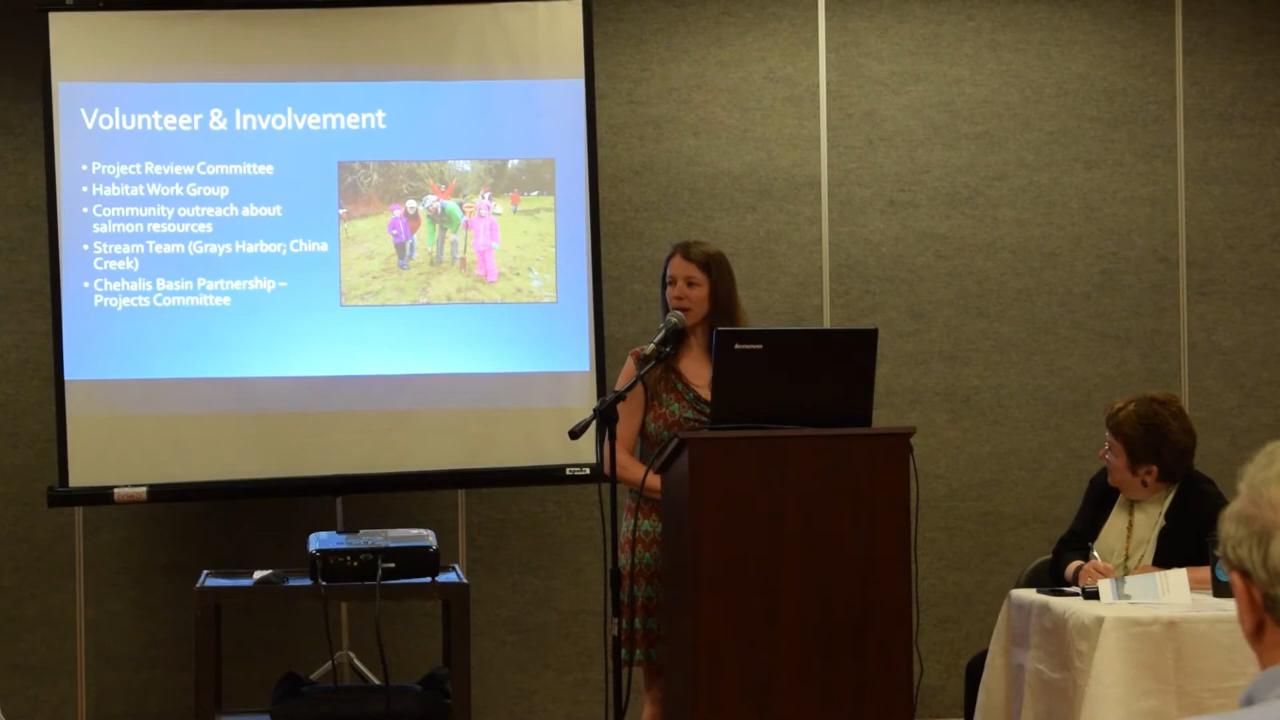 Volunteer & Involvement
• Project Review Committee
• Habitat Work Group
• Community outreach about
salmon resources
• Stream Team (Grays Harbor; China
Creek)
• Chehalis Basin Partnership –
Projects Committee
lenovo
Apollo